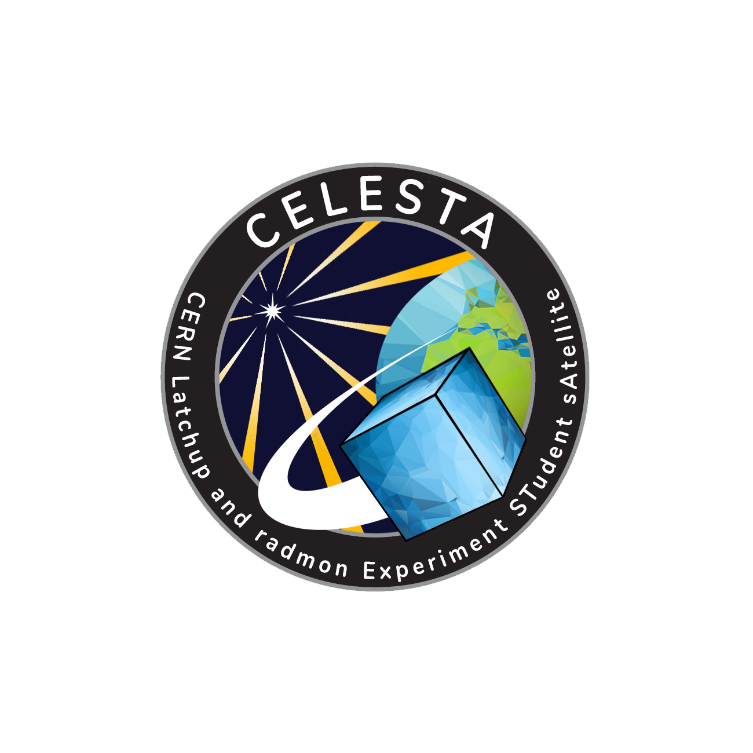 CELESTA
CERN Latchup and radmon Experiment STudent sAtellite